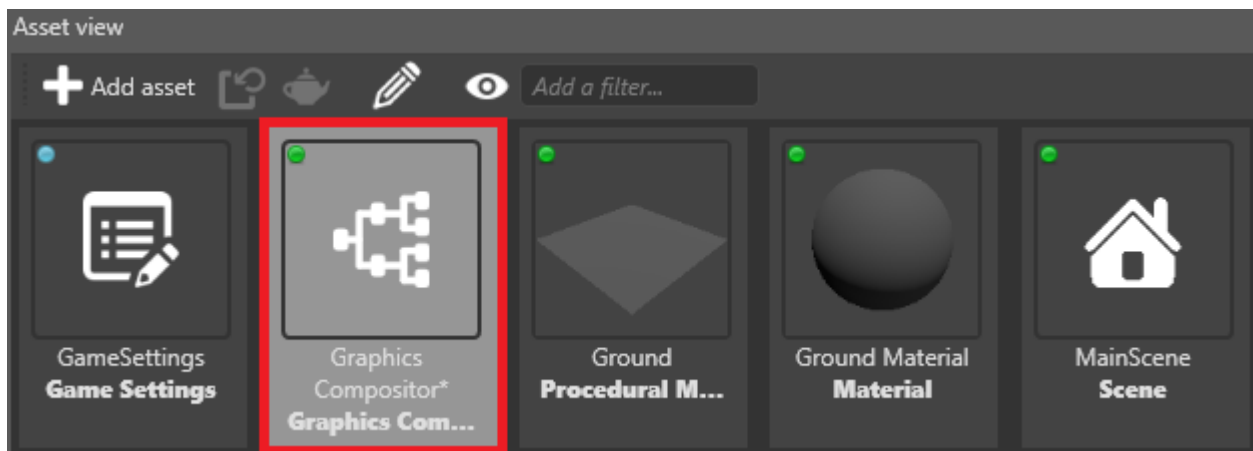 Asset view
Add asset
Add a filter...
GameSettings
Game Settings
Graphics
Compositor*
Graphics Com...
Ground
Procedural M...
Ground Material
Material
MainScene
Scene